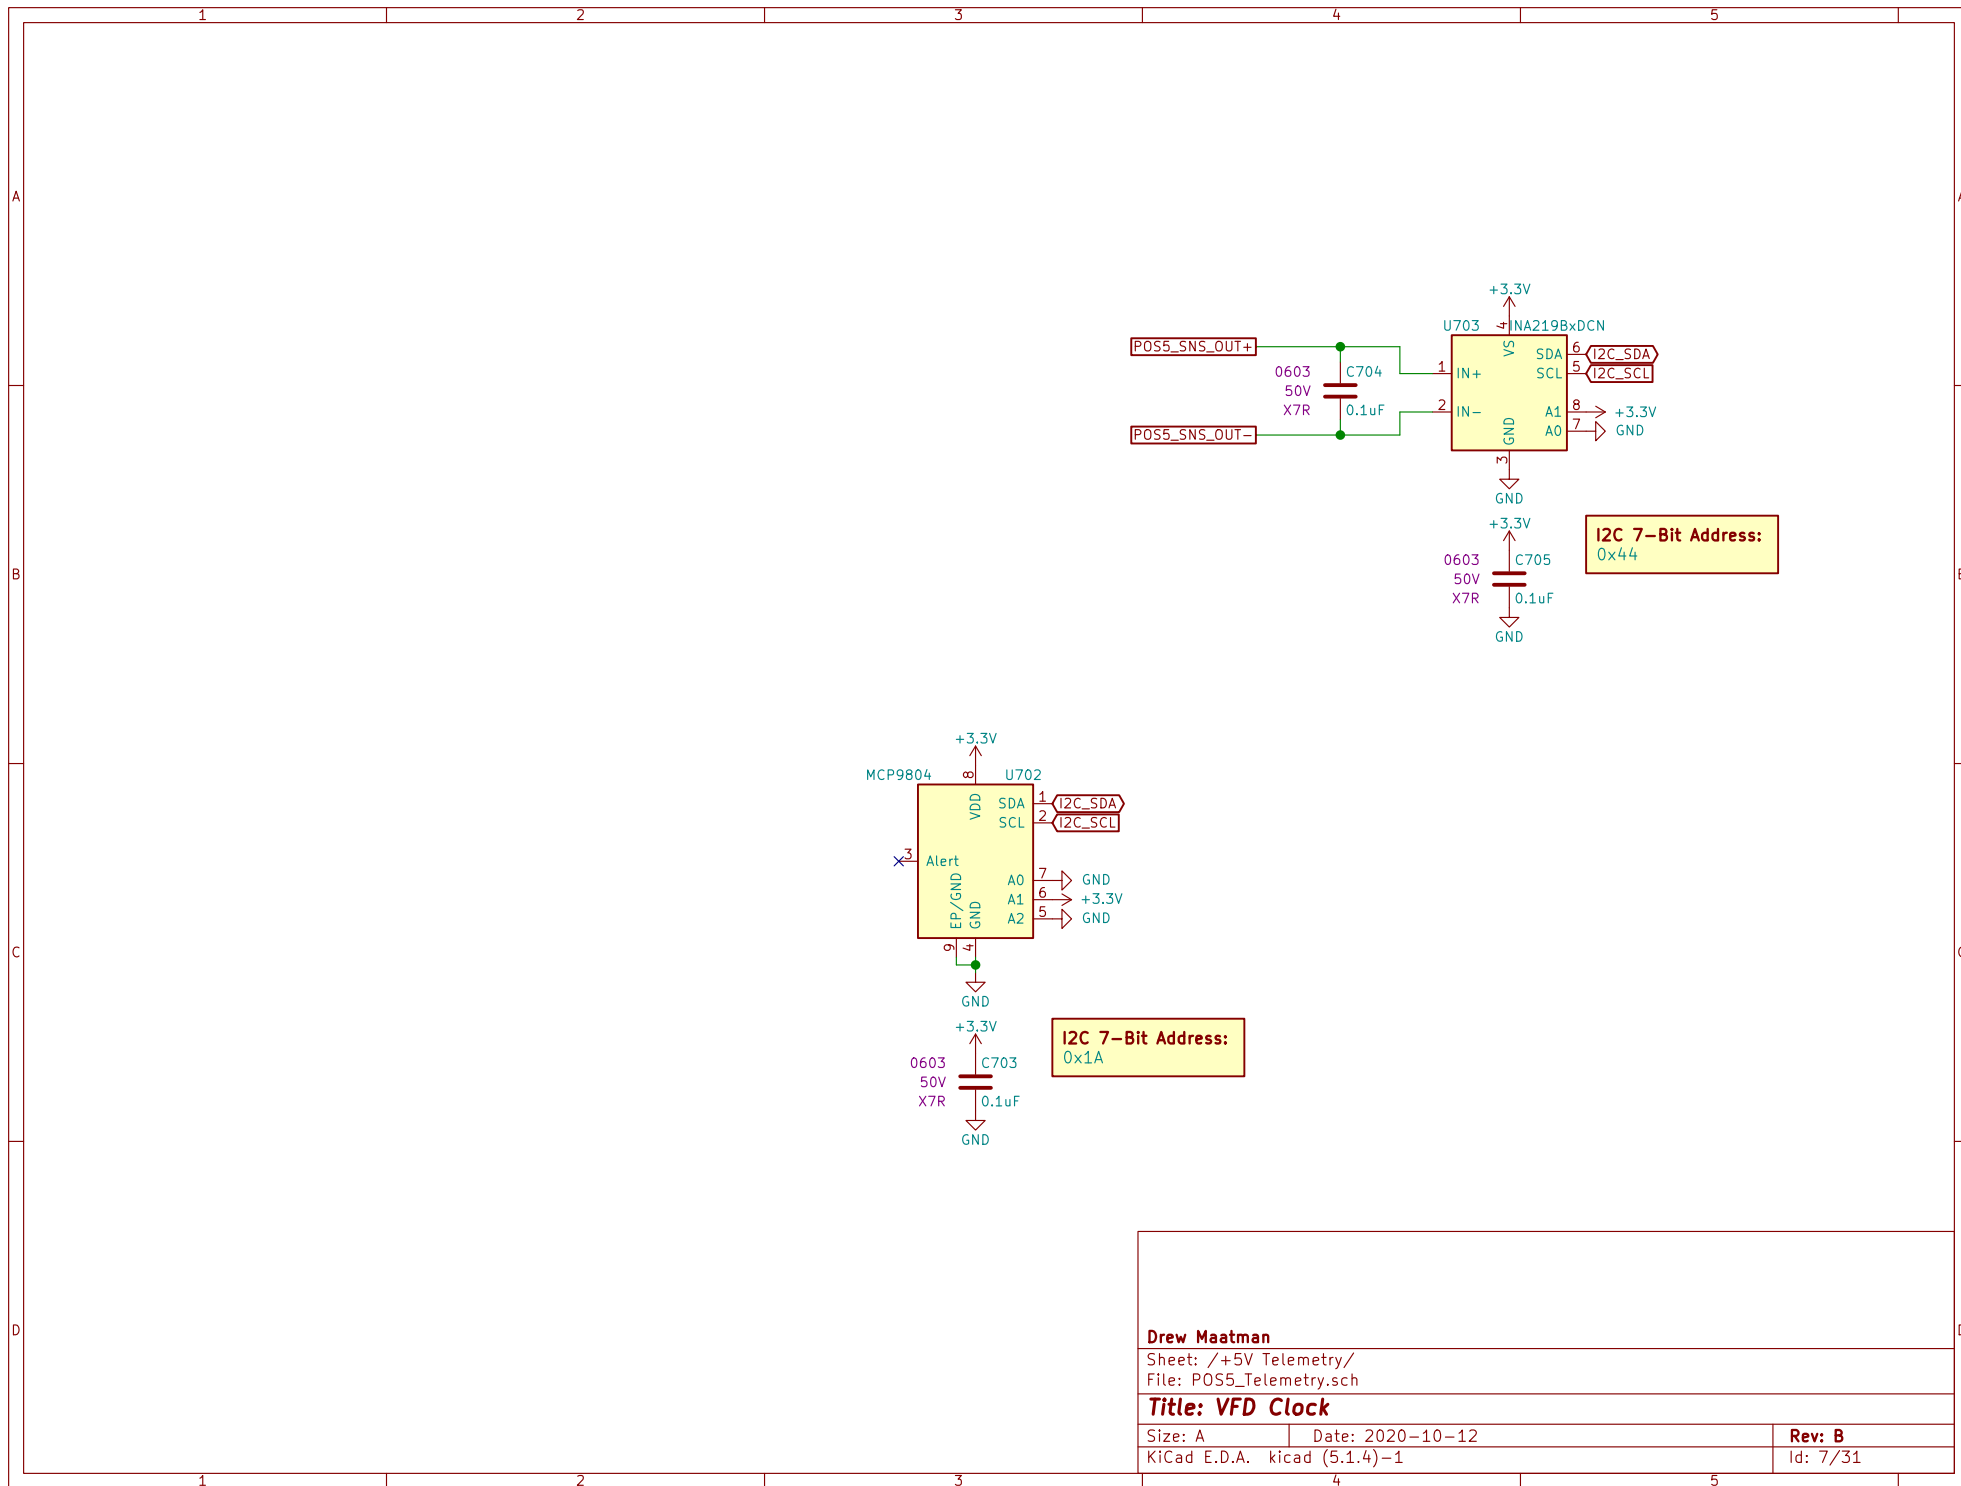 1 2 3 4 5
A
+3.3V
U703 4 INA219BxDCN
POS5_SNS_OUT+
VS SDA 6 I2C_SDA
0603 C704 1 IN+ SCL 5 I2C_SCL
50V
X7R 0.1uF 2 IN- A1 8 +3.3V
POS5_SNS_OUT- GND A0 7 GND
3
GND
+3.3V
I2C 7-Bit Address:
0x44
0603 C705
50V
X7R 0.1uF
GND
B
+3.3V
MCP9804 8 U702
VDD SDA 1 I2C_SDA
SCL 2 I2C_SCL
3 Alert
EP/GND GND A0 7 GND
A1 6 +3.3V
A2 5 GND
9 4
GND
C
+3.3V
I2C 7-Bit Address:
0x1A
0603 C703
50V
X7R 0.1uF
GND
D
Drew Maatman
Sheet: /+5V Telemetry/
File: POS5_Telemetry.sch
Title: VFD Clock
Size: A Date: 2020-10-12 Rev: B
KiCad E.D.A. kicad (5.1.4)-1 Id: 7/31
1 2 3 4 5